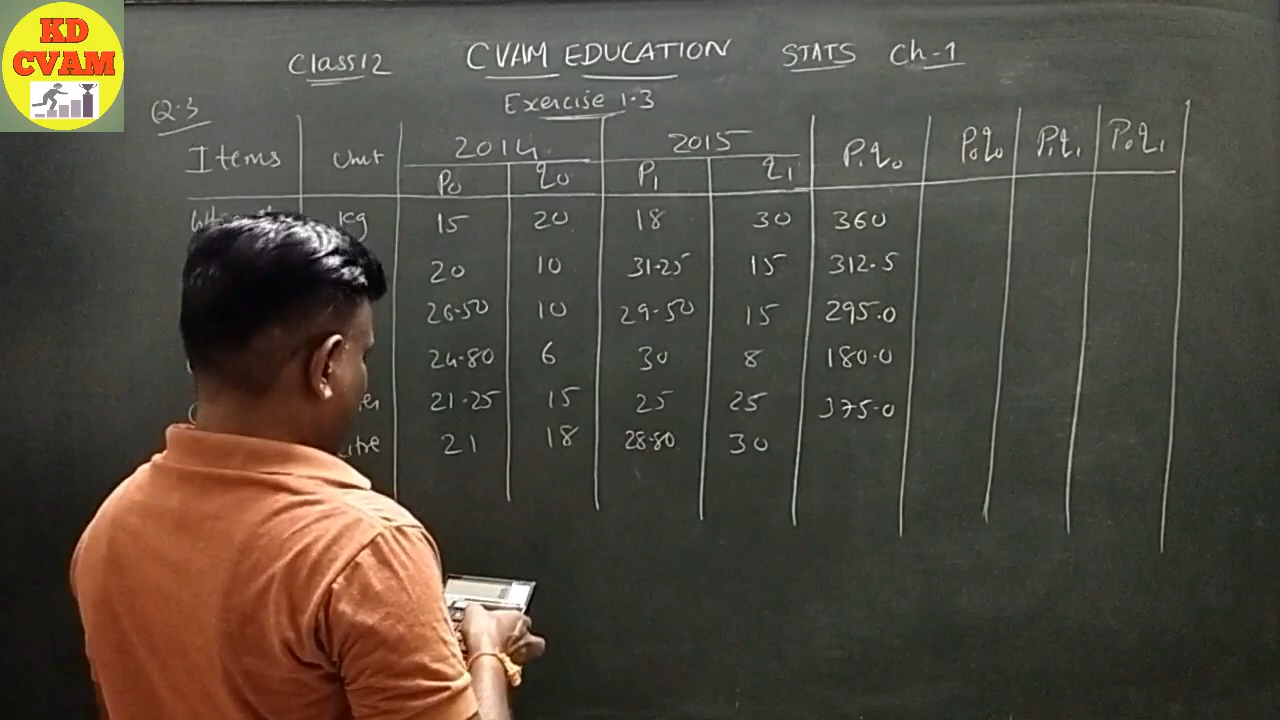 KD
CVAM
Class 12 CVAM EDUCATION STATS Ch-1
Q.3 Exercise 1.3
Items Unit 2014 2015 P₁q₀ P₀q₀ P₁q₁ P₀q₁
P₀ q₀ P₁ q₁
kg 15 20 18 30 360
20 10 31.25 15 312.5
26.50 10 29.50 15 295.0
24.80 6 30 8 180.0
21.25 15 25 25 375.0
21 18 28.80 30